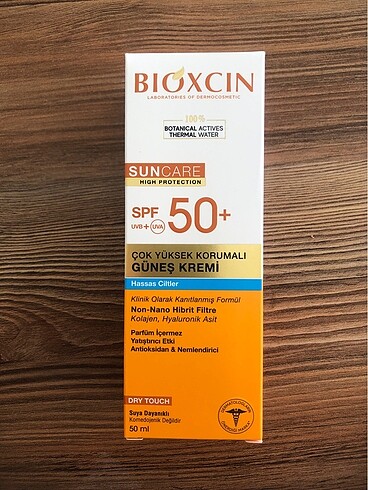 BIOXCIN
LABORATORIES OF DERMOCOSMETIC
100%
BOTANICAL ACTIVES
THERMAL WATER
SUNCARE
HIGH PROTECTION
SPF 50+
UVB + UVA
ÇOK YÜKSEK KORUMALI
GÜNEŞ KREMİ
Hassas Ciltler
Klinik Olarak Kanıtlanmış Formül
Non-Nano Hibrit Filtre
Kolajen, Hyaluronik Asit
Parfüm İçermez
Yatıştırıcı Etki
Antioksidan & Nemlendirici
DRY TOUCH
Suya Dayanıklı
Komedojenik Değildir
50 ml